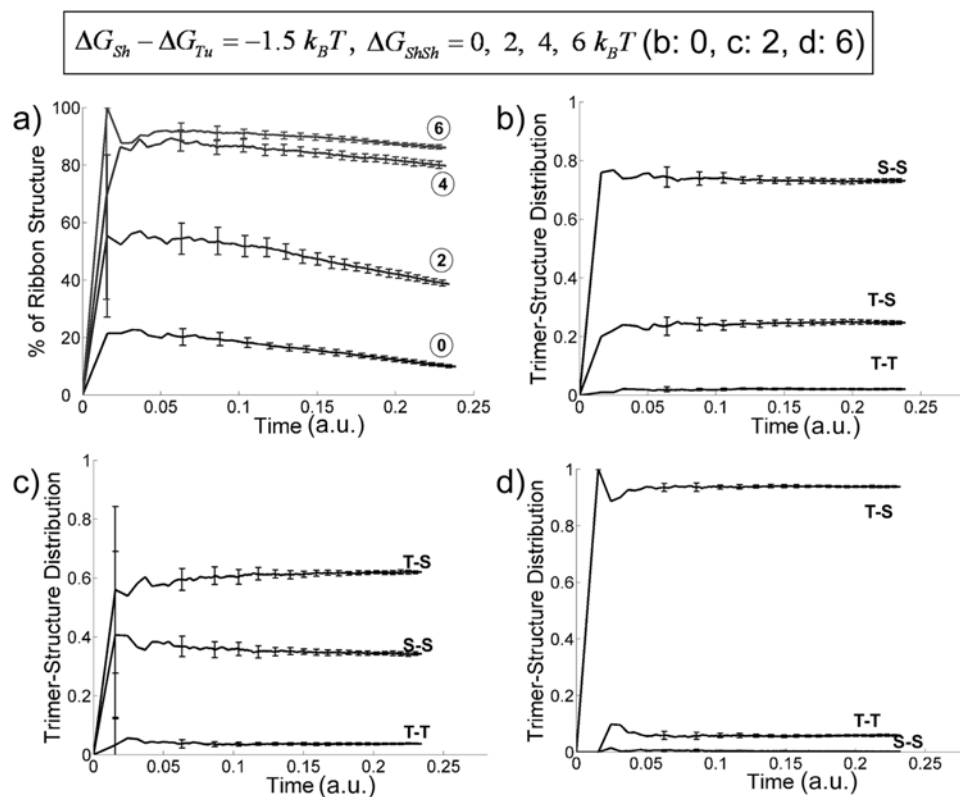 ΔG_Sh − ΔG_Tu = −1.5 k_BT, ΔG_ShSh = 0, 2, 4, 6 k_BT (b: 0, c: 2, d: 6)
a)
% of Ribbon Structure
100
80
60
40
20
0
6
4
2
0
0
0.05
0.1
0.15
0.2
0.25
Time (a.u.)
b)
Trimer-Structure Distribution
1
0.8
0.6
0.4
0.2
0
S-S
T-S
T-T
0
0.05
0.1
0.15
0.2
0.25
Time (a.u.)
c)
Trimer-Structure Distribution
1
0.8
0.6
0.4
0.2
0
T-S
S-S
T-T
0
0.05
0.1
0.15
0.2
0.25
Time (a.u.)
d)
Trimer-Structure Distribution
1
0.8
0.6
0.4
0.2
0
T-S
T-T
S-S
0
0.05
0.1
0.15
0.2
0.25
Time (a.u.)